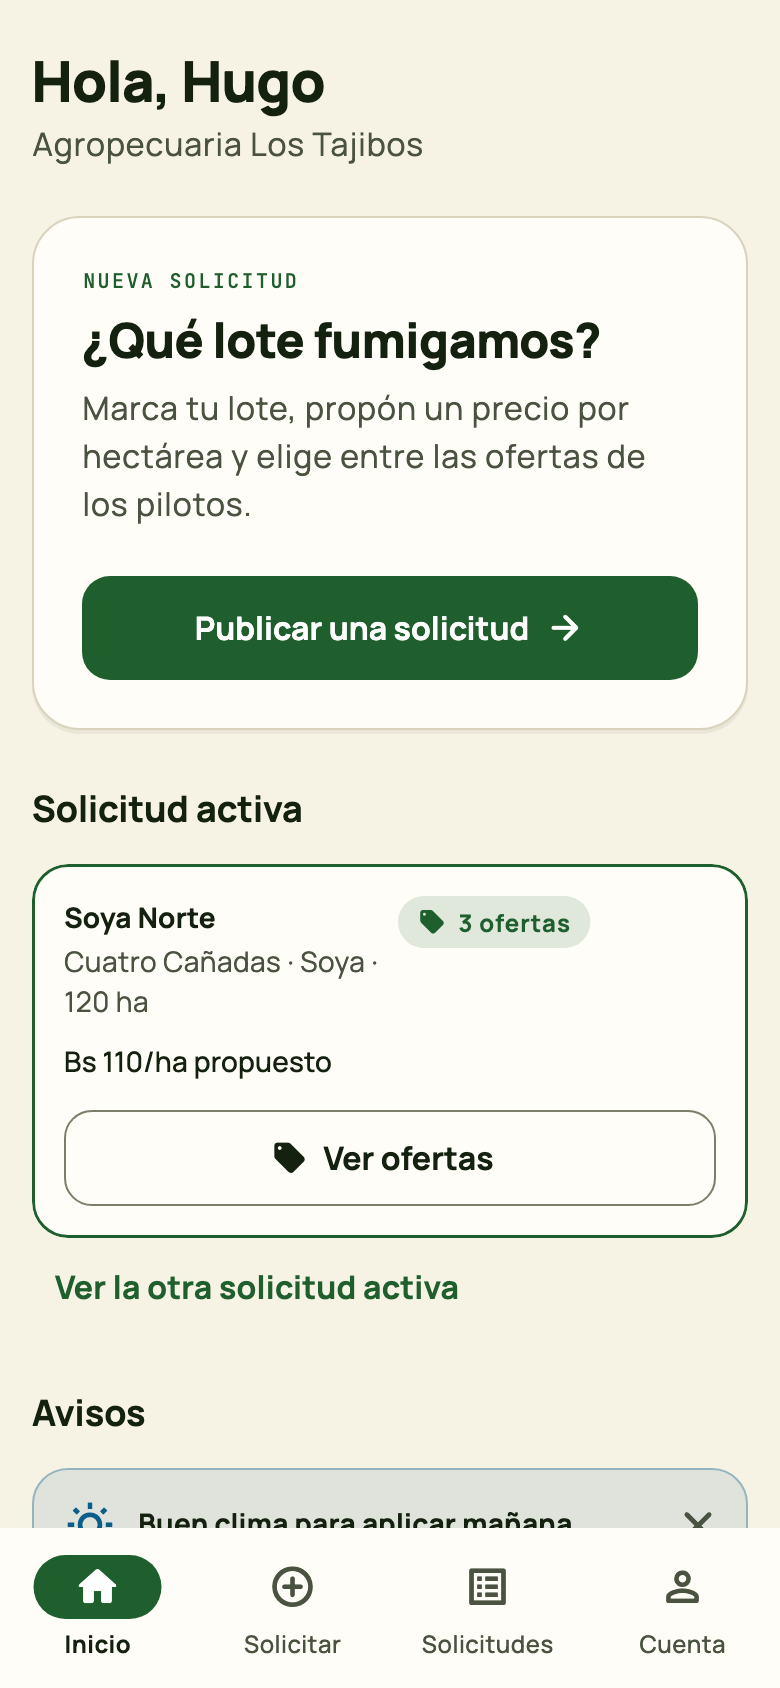 Hola, Hugo
Agropecuaria Los Tajibos
NUEVA SOLICITUD
¿Qué lote fumigamos?
Marca tu lote, propón un precio por
hectárea y elige entre las ofertas de
los pilotos.
Publicar una solicitud
Solicitud activa
Soya Norte
3 ofertas
Cuatro Cañadas · Soya ·
120 ha
Bs 110/ha propuesto
Ver ofertas
Ver la otra solicitud activa
Avisos
Buen clima para aplicar mañana
Inicio
Solicitar
Solicitudes
Cuenta